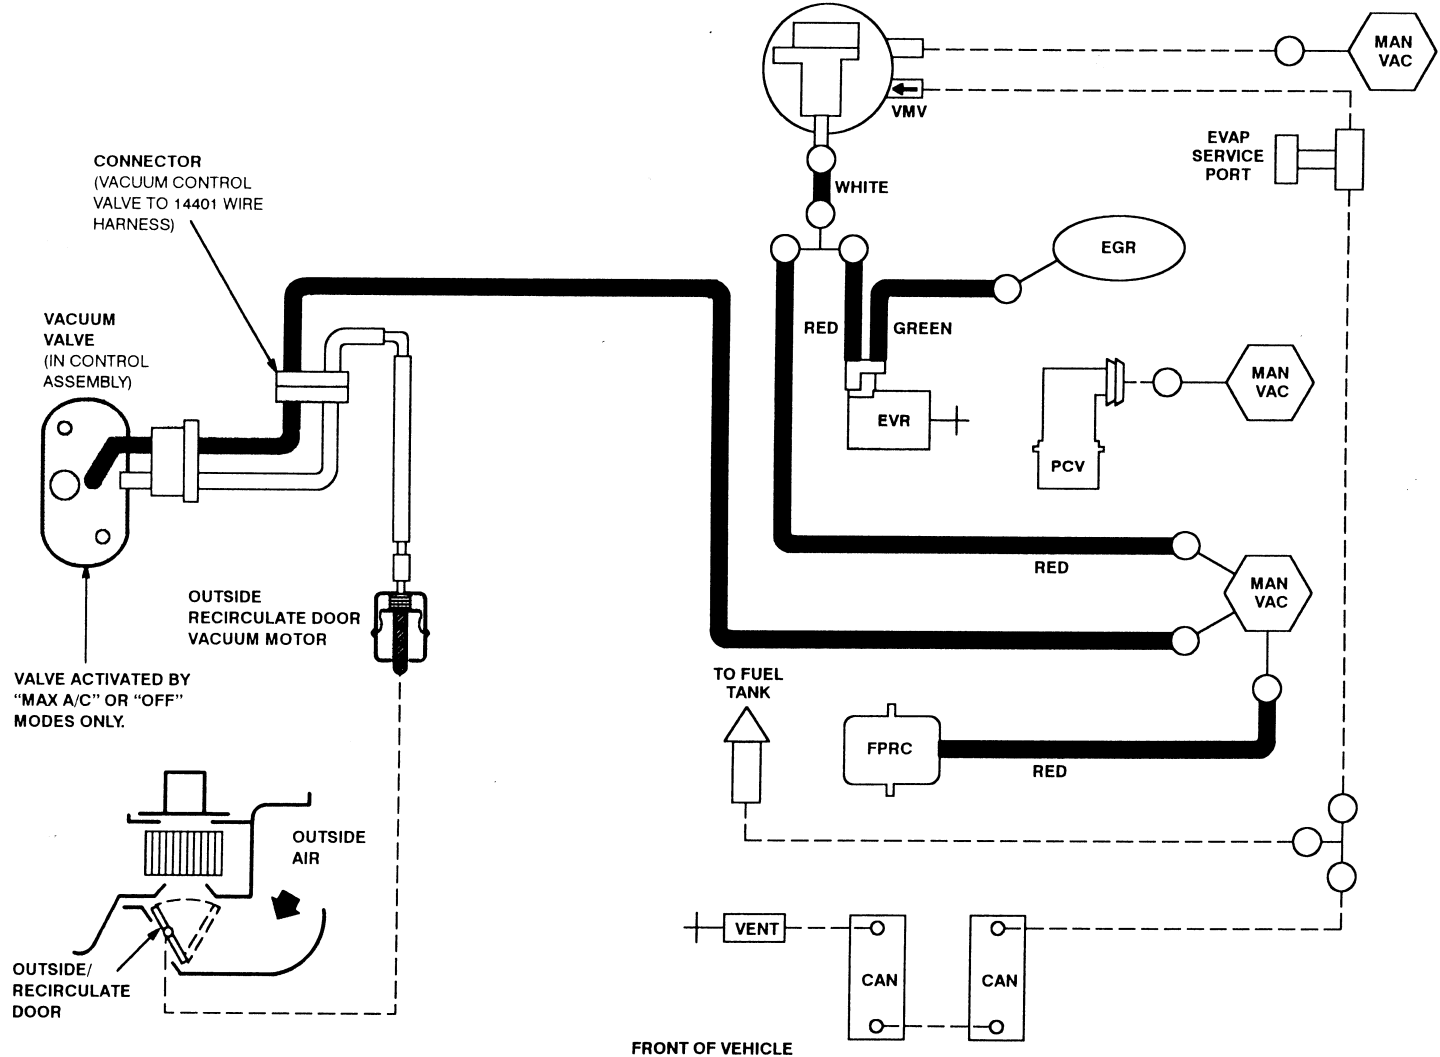 MAN
VAC
VMV
EVAP
SERVICE
PORT
CONNECTOR
(VACUUM CONTROL
VALVE TO 14401 WIRE
HARNESS)
WHITE
EGR
VACUUM
VALVE
(IN CONTROL
ASSEMBLY)
RED
GREEN
MAN
VAC
EVR
PCV
RED
MAN
VAC
OUTSIDE
RECIRCULATE DOOR
VACUUM MOTOR
VALVE ACTIVATED BY
“MAX A/C” OR “OFF”
MODES ONLY.
TO FUEL
TANK
FPRC
RED
OUTSIDE
AIR
VENT
CAN
CAN
OUTSIDE/
RECIRCULATE
DOOR
FRONT OF VEHICLE